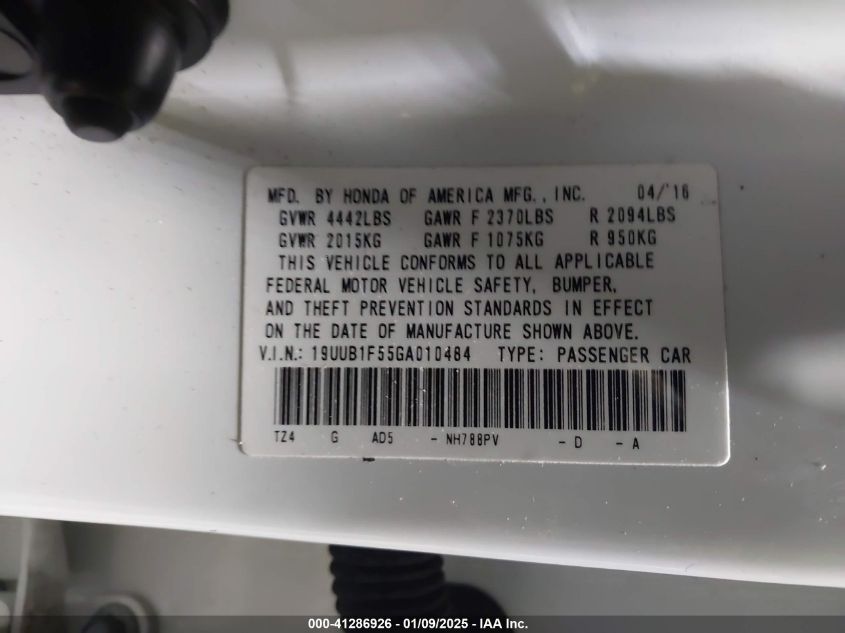 MFD. BY HONDA OF AMERICA MFG., INC. 04/'16
GVWR 4442LBS GAWR F 2370LBS R 2094LBS
GVWR 2015KG GAWR F 1075KG R 950KG
THIS VEHICLE CONFORMS TO ALL APPLICABLE
FEDERAL MOTOR VEHICLE SAFETY, BUMPER,
AND THEFT PREVENTION STANDARDS IN EFFECT
ON THE DATE OF MANUFACTURE SHOWN ABOVE.
V.I.N.: 19UUB1F55GA010484 TYPE: PASSENGER CAR
TZ4 G AD5 - NH788PV - D - A
000-41286926 - 01/09/2025 - IAA Inc.